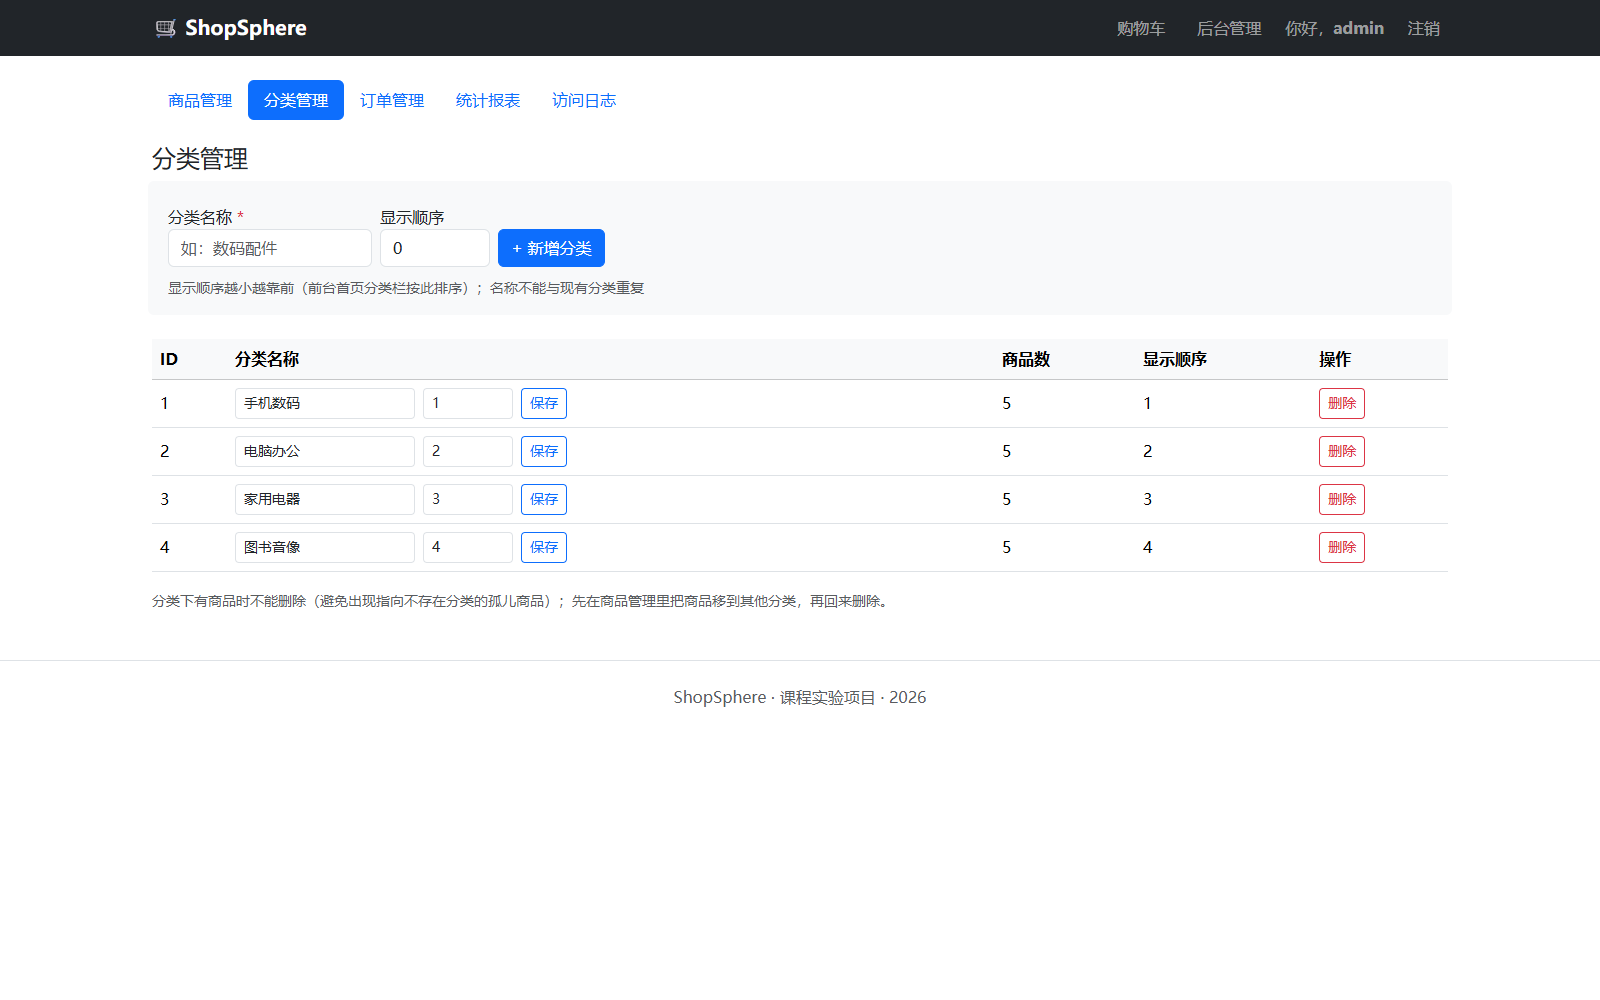 ShopSphere 购物车 后台管理 你好，admin 注销
商品管理 分类管理 订单管理 统计报表 访问日志
分类管理
分类名称 * 显示顺序
如：数码配件 0 + 新增分类
显示顺序越小越靠前（前台首页分类栏按此排序）；名称不能与现有分类重复
ID 分类名称 商品数 显示顺序 操作
1 手机数码 1 保存 5 1 删除
2 电脑办公 2 保存 5 2 删除
3 家用电器 3 保存 5 3 删除
4 图书音像 4 保存 5 4 删除
分类下有商品时不能删除（避免出现指向不存在分类的孤儿商品）；先在商品管理里把商品移到其他分类，再回来删除。
ShopSphere · 课程实验项目 · 2026